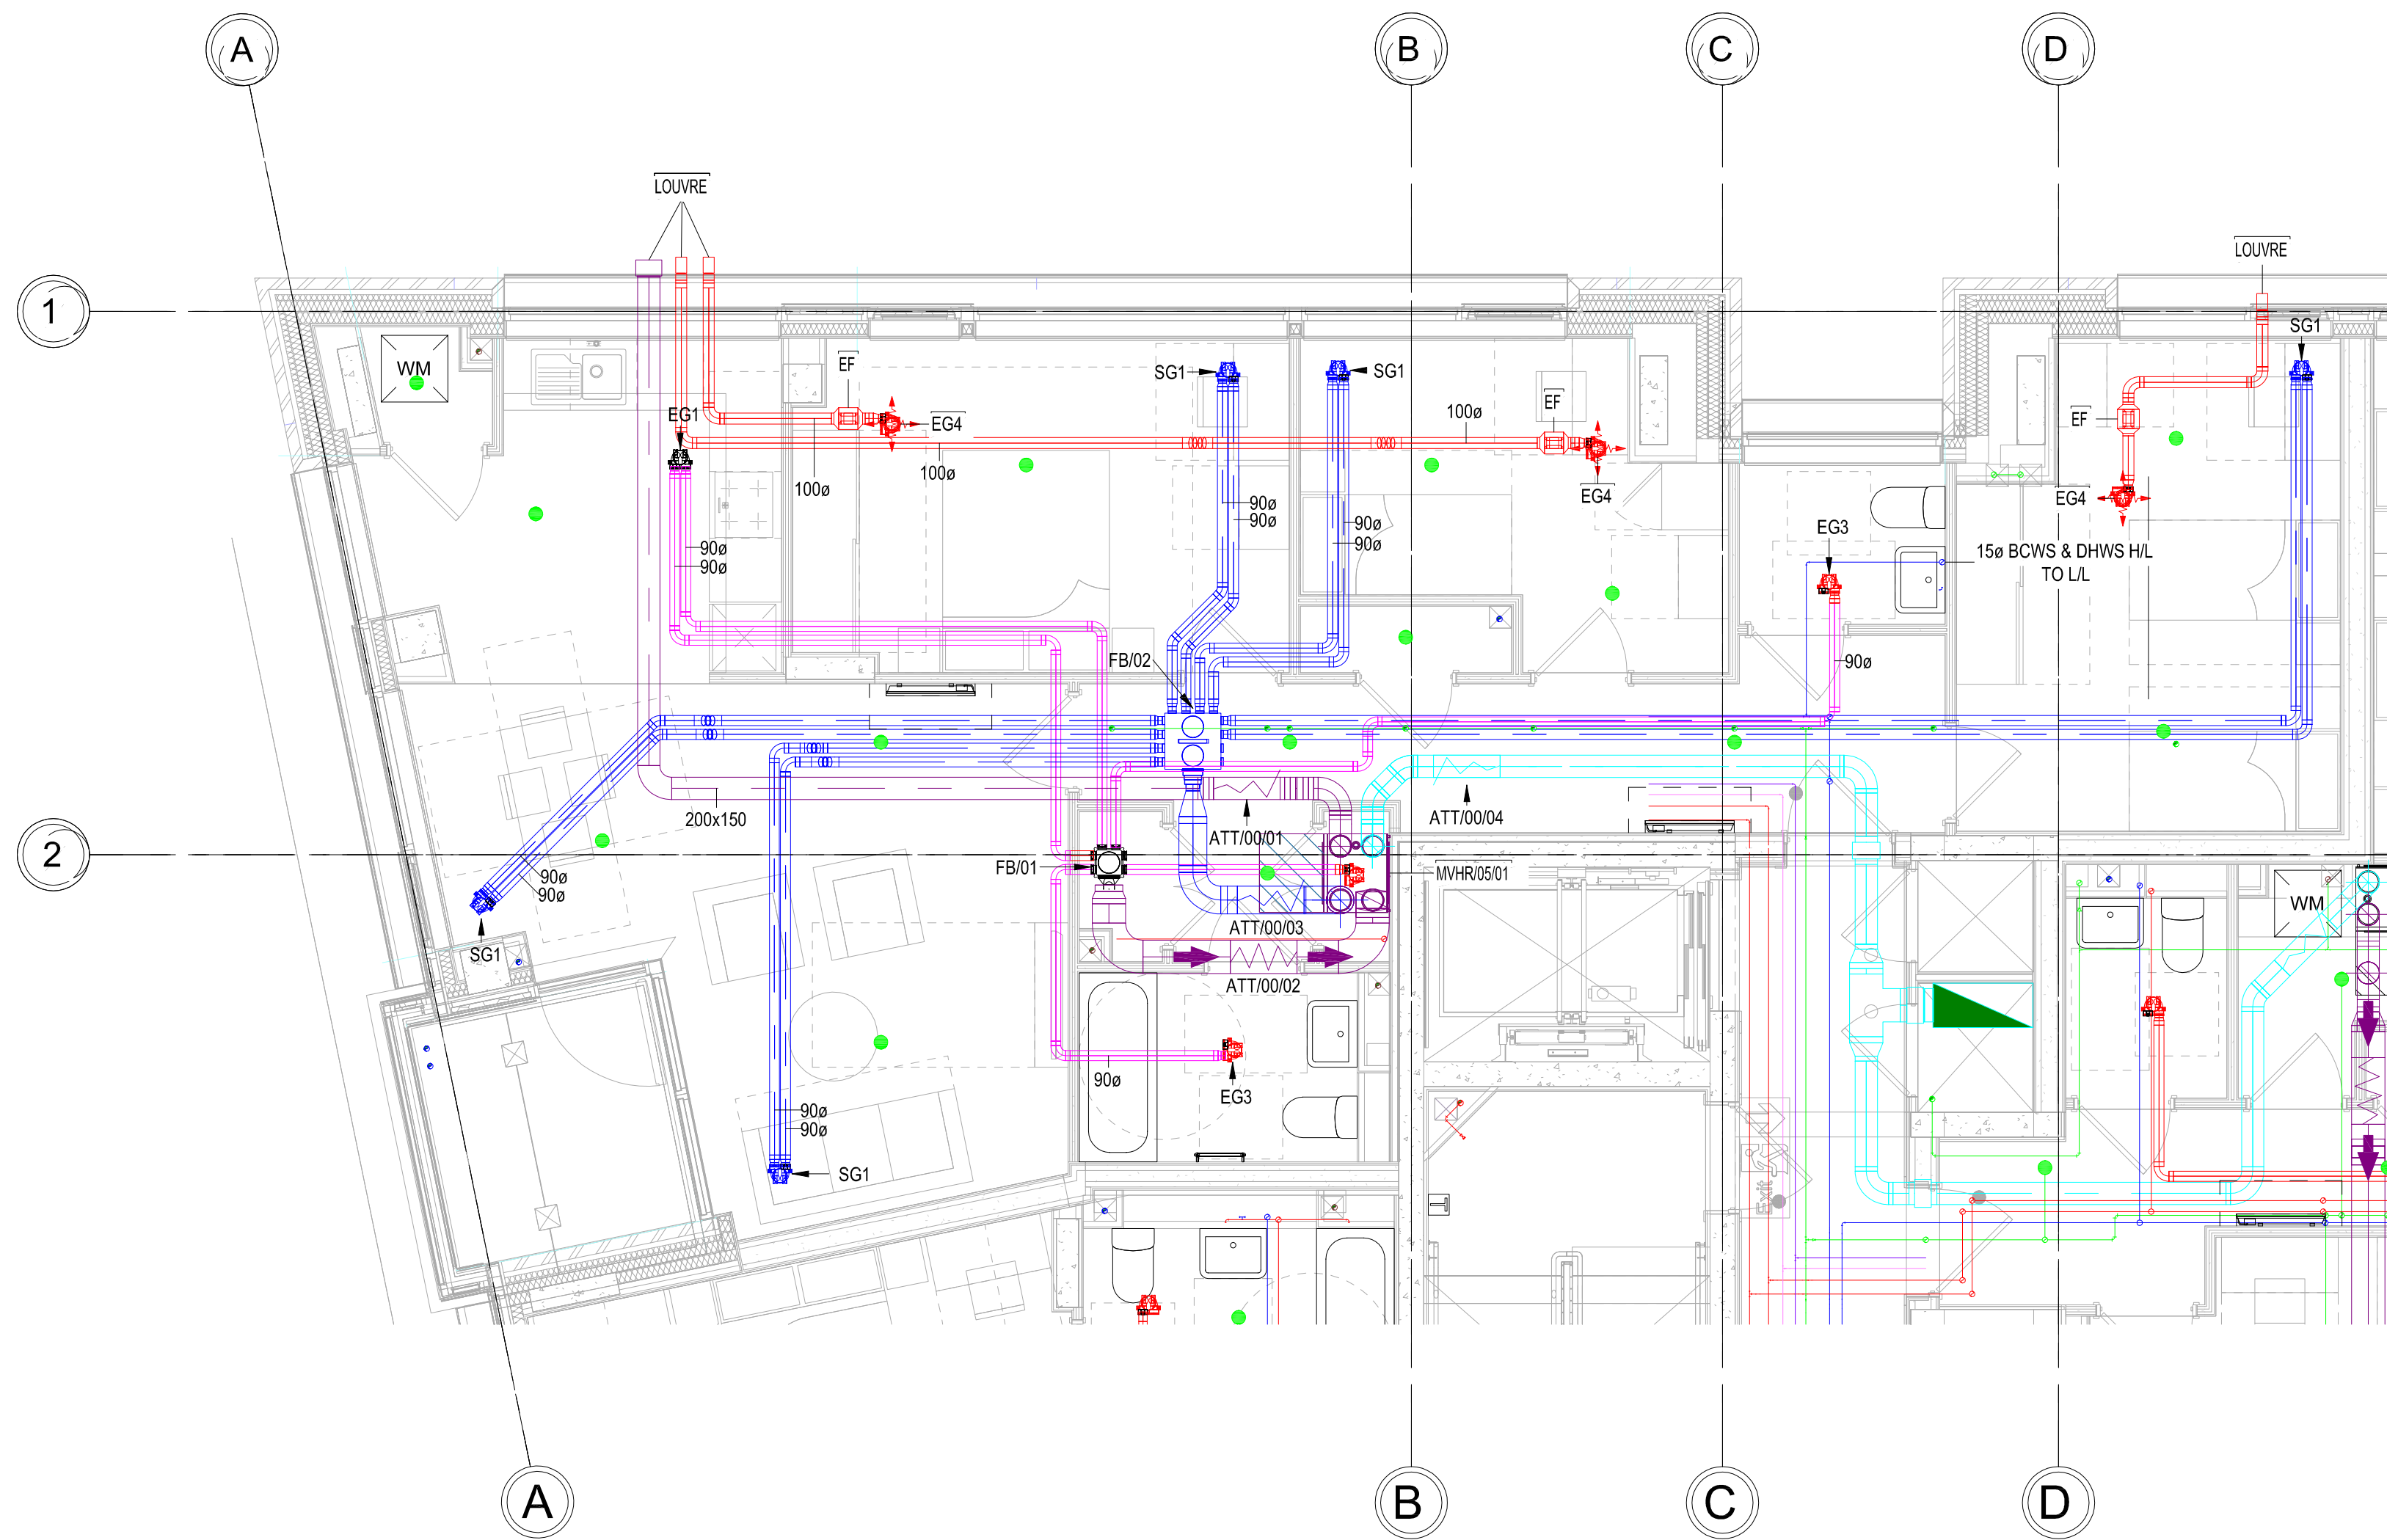 A
B
C
D
LOUVRE
LOUVRE
1
SG1
WM
EF
SG1
SG1
EF
EG1
EG4
100ø
EF
100ø
100ø
EG4
EG4
90ø
90ø
90ø
90ø
EG3
90ø
90ø
15ø BCWS & DHWS H/L
TO L/L
FB/02
90ø
200x150
ATT/00/01
ATT/00/04
2
FB/01
MVHR/05/01
90ø
90ø
WM
ATT/00/03
SG1
ATT/00/02
90ø
EG3
90ø
90ø
SG1
Exit
A
B
C
D